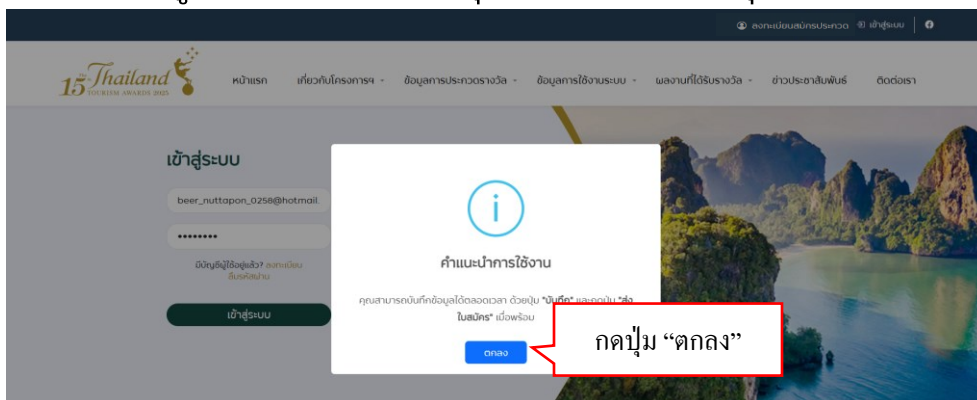 ลงทะเบียนสมัครประกวด เข้าสู่ระบบ
15th Thailand
TOURISM AWARDS 2025
หน้าแรก เกี่ยวกับโครงการฯ ข้อมูลการประกวดรางวัล ข้อมูลการใช้งานระบบ ผลงานที่ได้รับรางวัล ข่าวประชาสัมพันธ์ ติดต่อเรา
เข้าสู่ระบบ
beer_nuttapon_0258@hotmail.
มีบัญชีผู้ใช้อยู่แล้ว? ลงทะเบียน
ลืมรหัสผ่าน
เข้าสู่ระบบ
i
คำแนะนำการใช้งาน
คุณสามารถบันทึกข้อมูลได้ตลอดเวลา ด้วยปุ่ม "บันทึก" และกดปุ่ม "ส่ง
ใบสมัคร" เมื่อพร้อม
ตกลง
กดปุ่ม “ตกลง”